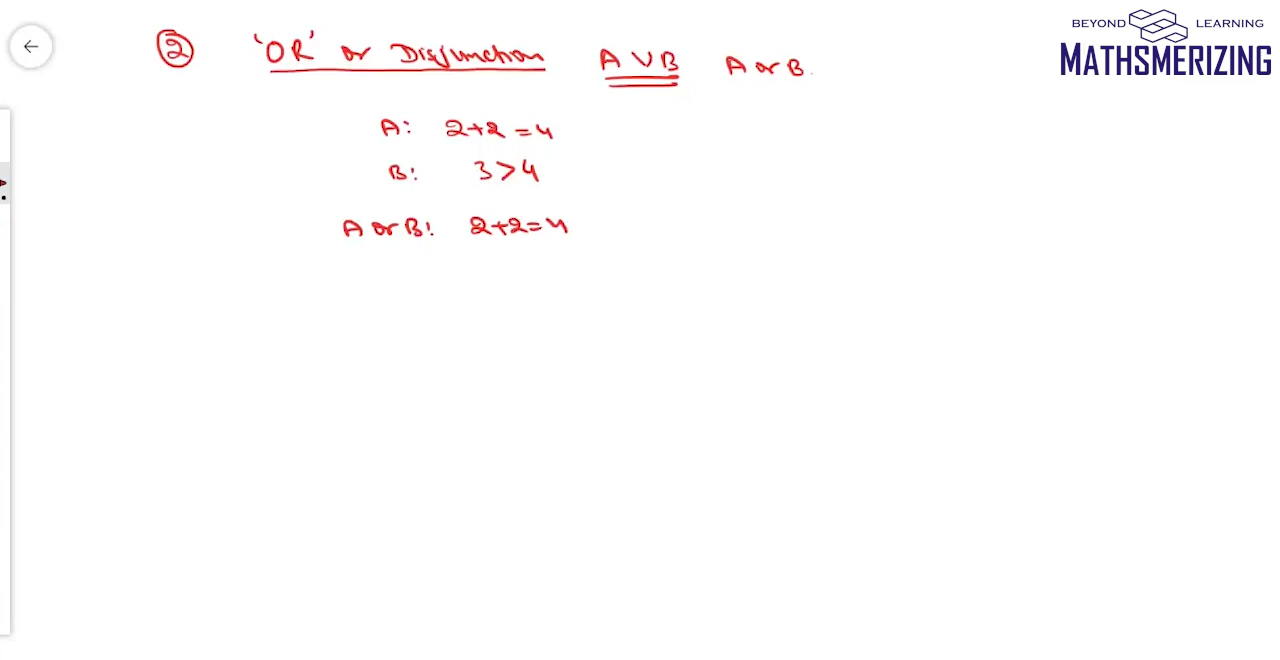 BEYOND LEARNING
MATHSMERIZING
② 'OR' or Disjunction A ∨ B A or B.
A: 2+2=4
B: 3>4
A or B: 2+2=4